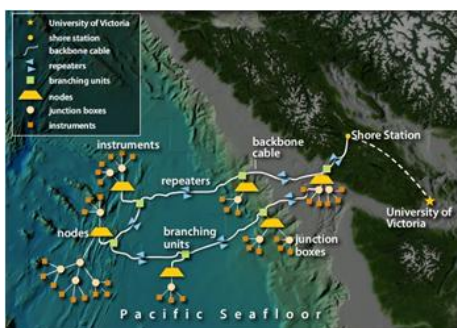 University of Victoria
shore station
backbone cable
repeaters
branching units
nodes
junction boxes
instruments
Shore Station
backbone
cable
instruments
repeaters
University of
Victoria
nodes
branching
units
junction
boxes
Pacific Seafloor